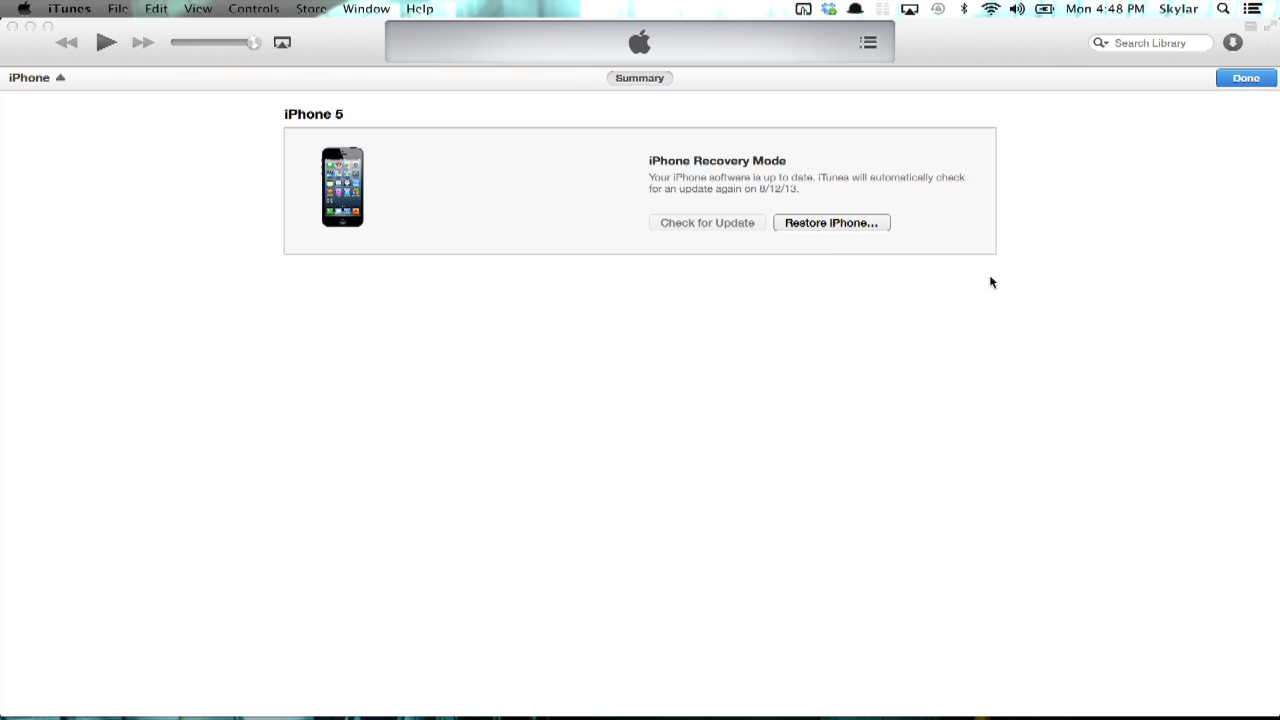 iTunes File Edit View Controls Store Window Help Mon 4:48 PM Skylar
Search Library
iPhone Summary Done
iPhone 5
iPhone Recovery Mode
Your iPhone software is up to date. iTunes will automatically check
for an update again on 8/12/13.
Check for Update Restore iPhone...